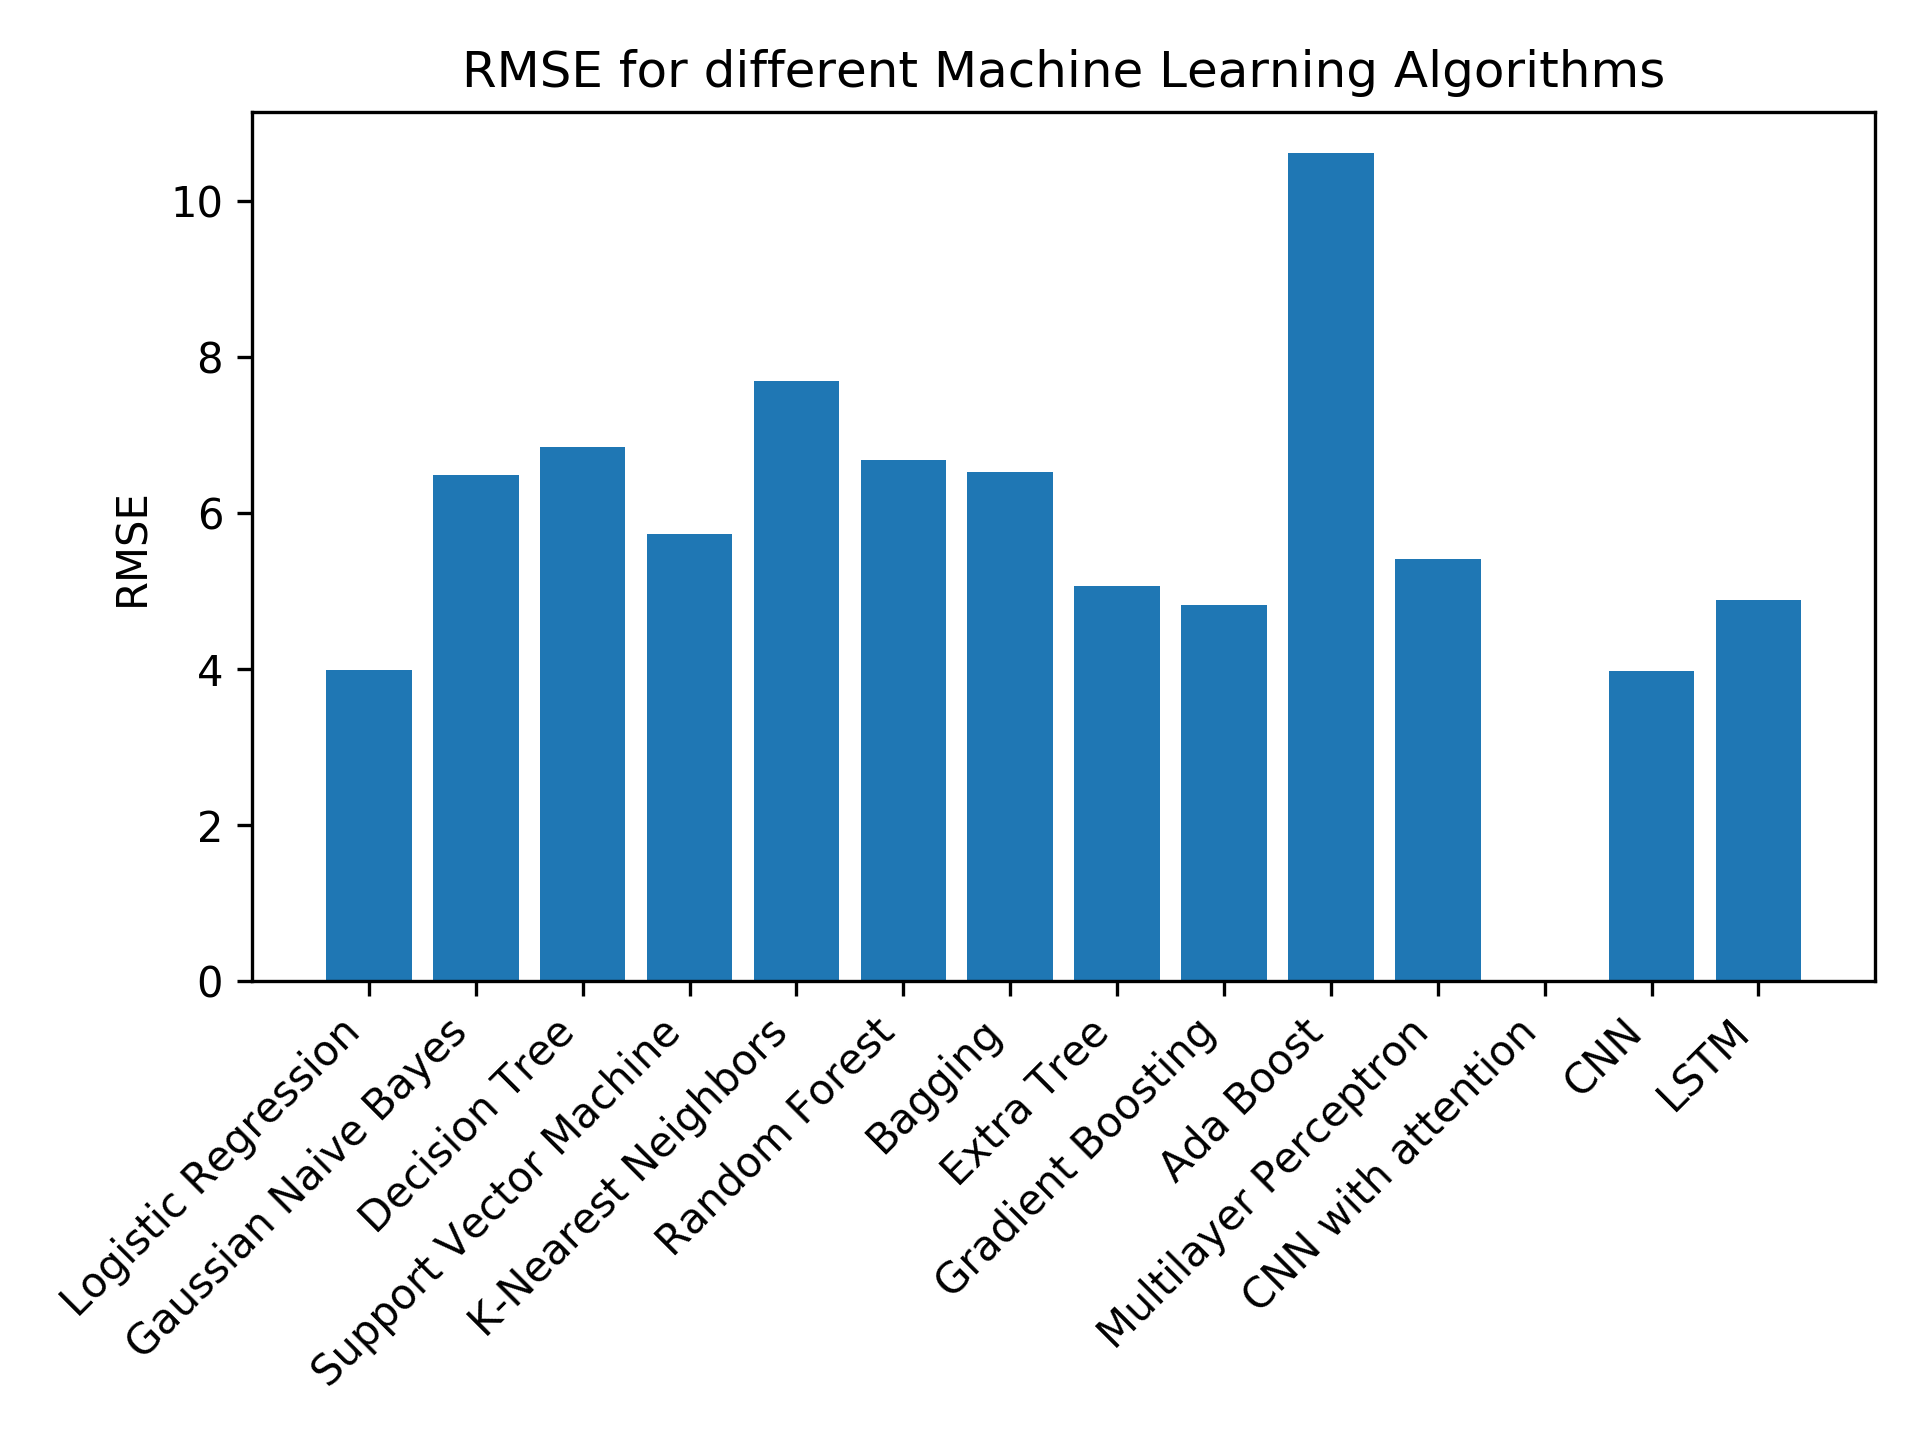 RMSE for different Machine Learning Algorithms
RMSE
10
8
6
4
2
0
Logistic Regression
Gaussian Naive Bayes
Decision Tree
Support Vector Machine
K-Nearest Neighbors
Random Forest
Bagging
Extra Tree
Gradient Boosting
Ada Boost
Multilayer Perceptron
CNN with attention
CNN
LSTM